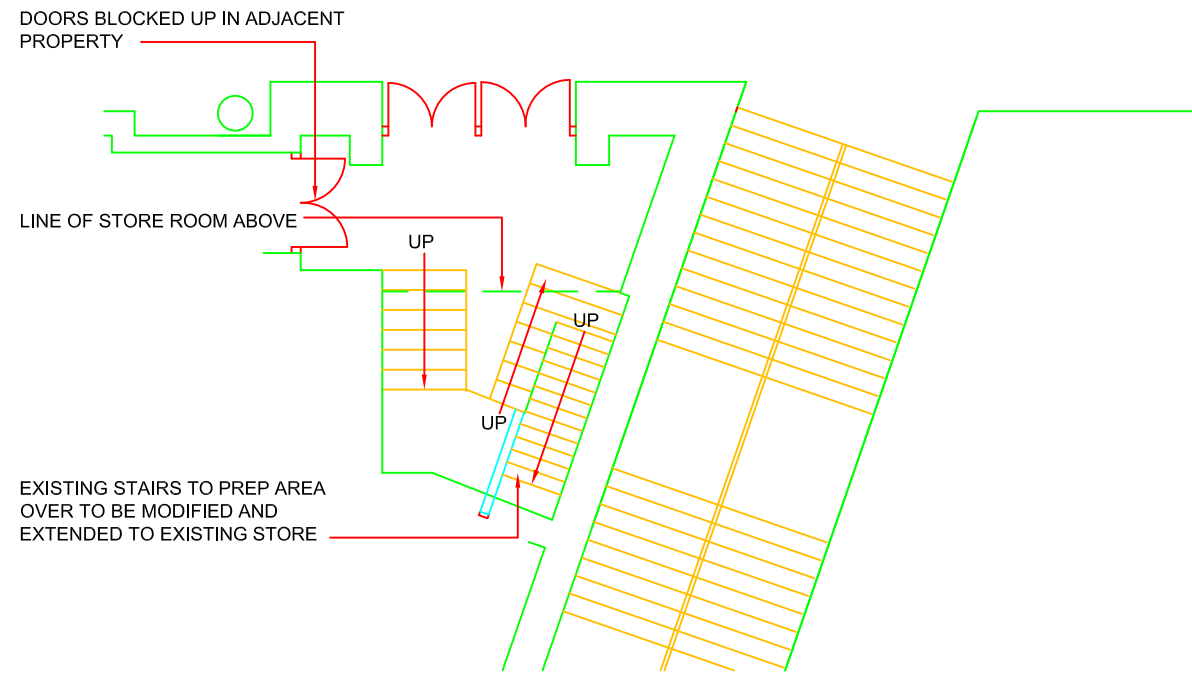 DOORS BLOCKED UP IN ADJACENT
PROPERTY
LINE OF STORE ROOM ABOVE
UP
UP
UP
EXISTING STAIRS TO PREP AREA
OVER TO BE MODIFIED AND
EXTENDED TO EXISTING STORE